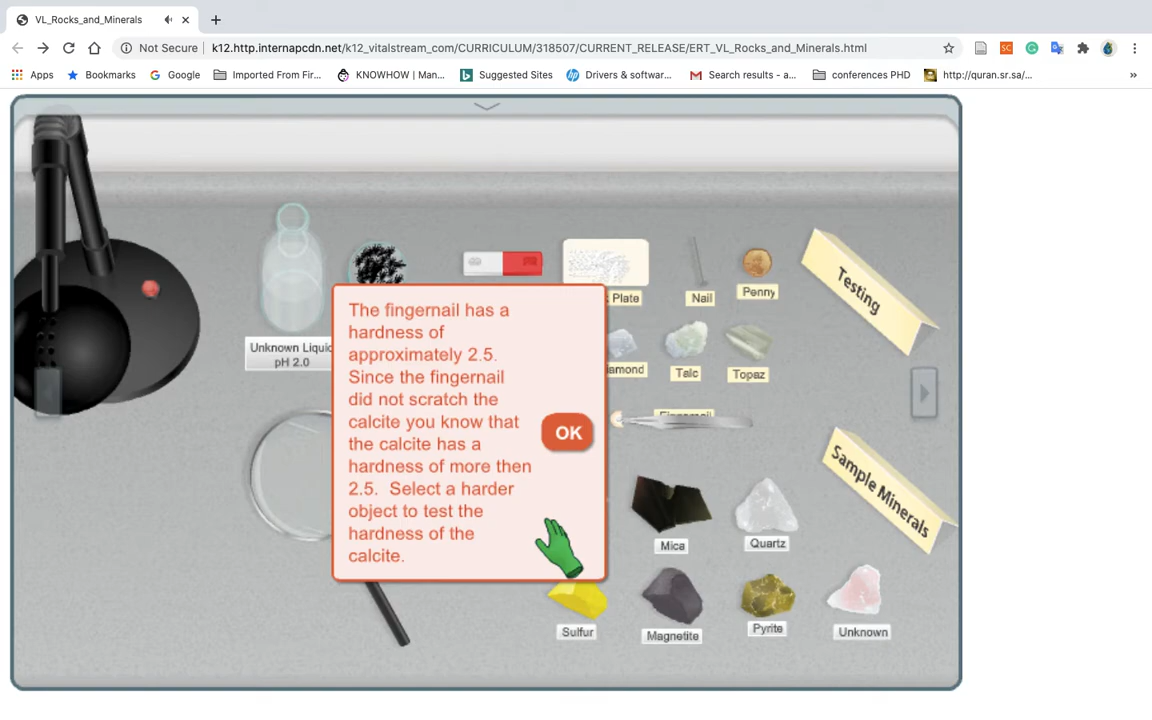 VL_Rocks_and_Minerals
Not Secure | k12.http.internapcdn.net/k12_vitalstream_com/CURRICULUM/318507/CURRENT_RELEASE/ERT_VL_Rocks_and_Minerals.html
Apps Bookmarks Google Imported From Fir... KNOWHOW | Man... Suggested Sites Drivers & softwar... Search results - a... conferences PHD http://quran.sr.sa/... »
Testing
Plate
Nail
Penny
Unknown Liquid
pH 2.0
The fingernail has a
hardness of
approximately 2.5.
Since the fingernail
did not scratch the
calcite you know that
the calcite has a
hardness of more then
2.5. Select a harder
object to test the
hardness of the
calcite.
OK
iamond
Talc
Topaz
Fingernail
Sample Minerals
Mica
Quartz
Sulfur
Magnetite
Pyrite
Unknown